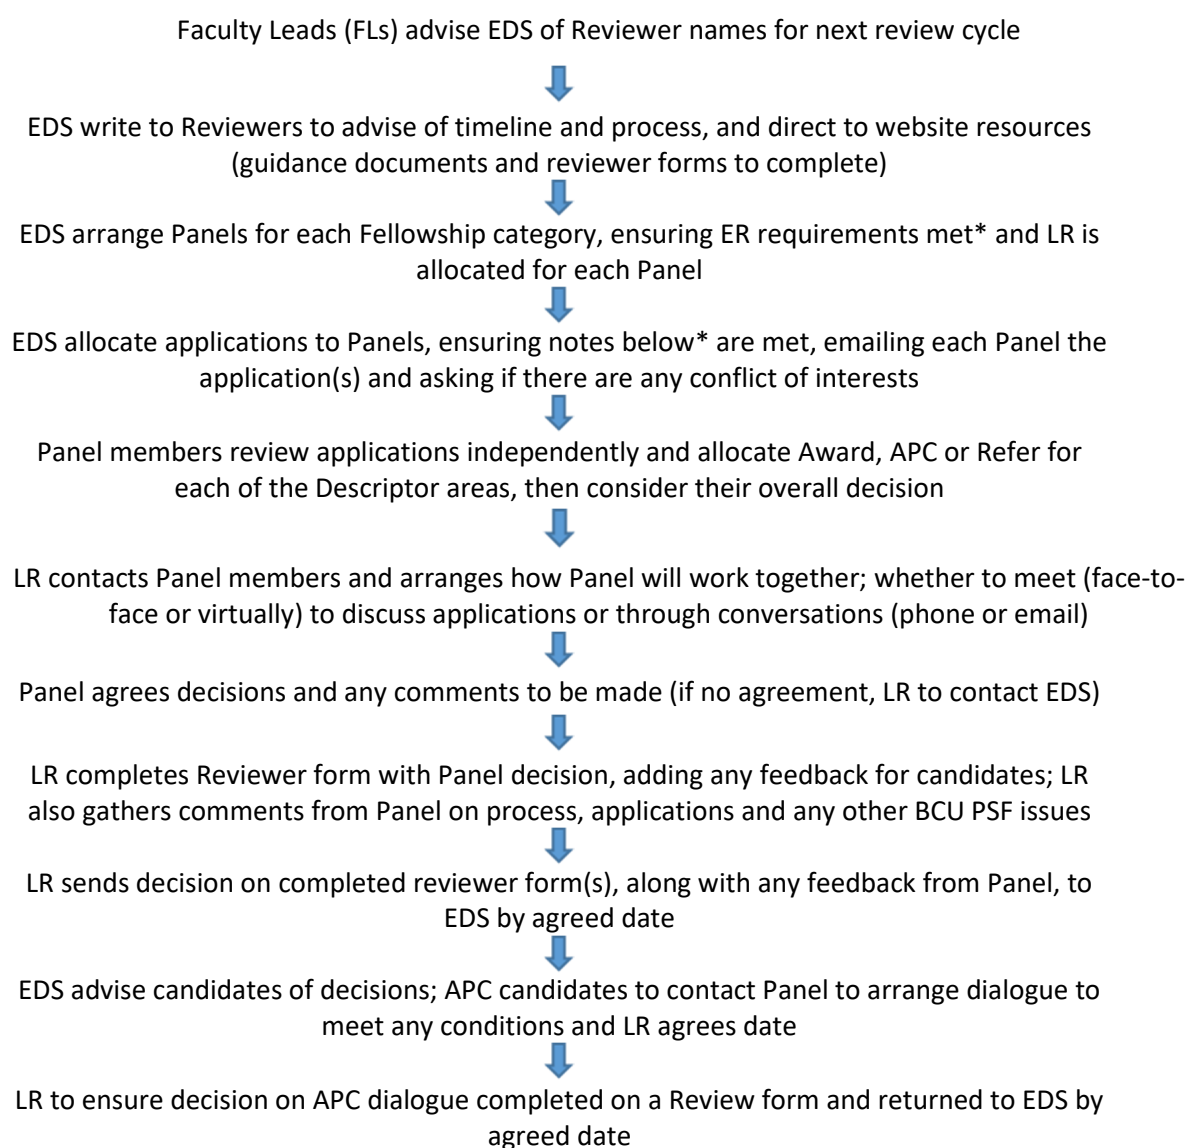 Faculty Leads (FLs) advise EDS of Reviewer names for next review cycle
EDS write to Reviewers to advise of timeline and process, and direct to website resources
(guidance documents and reviewer forms to complete)
EDS arrange Panels for each Fellowship category, ensuring ER requirements met* and LR is
allocated for each Panel
EDS allocate applications to Panels, ensuring notes below* are met, emailing each Panel the
application(s) and asking if there are any conflict of interests
Panel members review applications independently and allocate Award, APC or Refer for
each of the Descriptor areas, then consider their overall decision
LR contacts Panel members and arranges how Panel will work together; whether to meet (face-to-
face or virtually) to discuss applications or through conversations (phone or email)
Panel agrees decisions and any comments to be made (if no agreement, LR to contact EDS)
LR completes Reviewer form with Panel decision, adding any feedback for candidates; LR
also gathers comments from Panel on process, applications and any other BCU PSF issues
LR sends decision on completed reviewer form(s), along with any feedback from Panel, to
EDS by agreed date
EDS advise candidates of decisions; APC candidates to contact Panel to arrange dialogue to
meet any conditions and LR agrees date
LR to ensure decision on APC dialogue completed on a Review form and returned to EDS by
agreed date